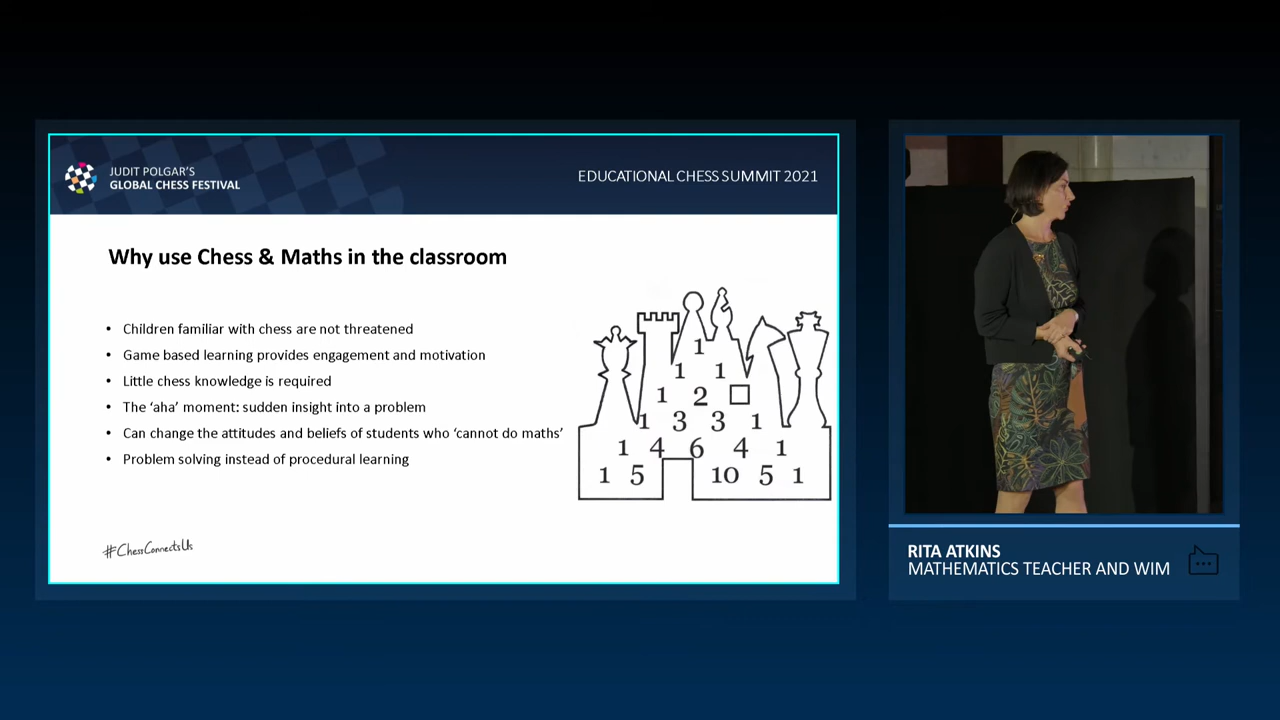 JUDIT POLGAR'S
GLOBAL CHESS FESTIVAL
EDUCATIONAL CHESS SUMMIT 2021
Why use Chess & Maths in the classroom
• Children familiar with chess are not threatened
• Game based learning provides engagement and motivation
• Little chess knowledge is required
• The ‘aha’ moment: sudden insight into a problem
• Can change the attitudes and beliefs of students who ‘cannot do maths’
• Problem solving instead of procedural learning
1
1 1
1 2
1 3 3 1
1 4 6 4 1
1 5 10 5 1
#ChessConnectsUs
RITA ATKINS
MATHEMATICS TEACHER AND WIM